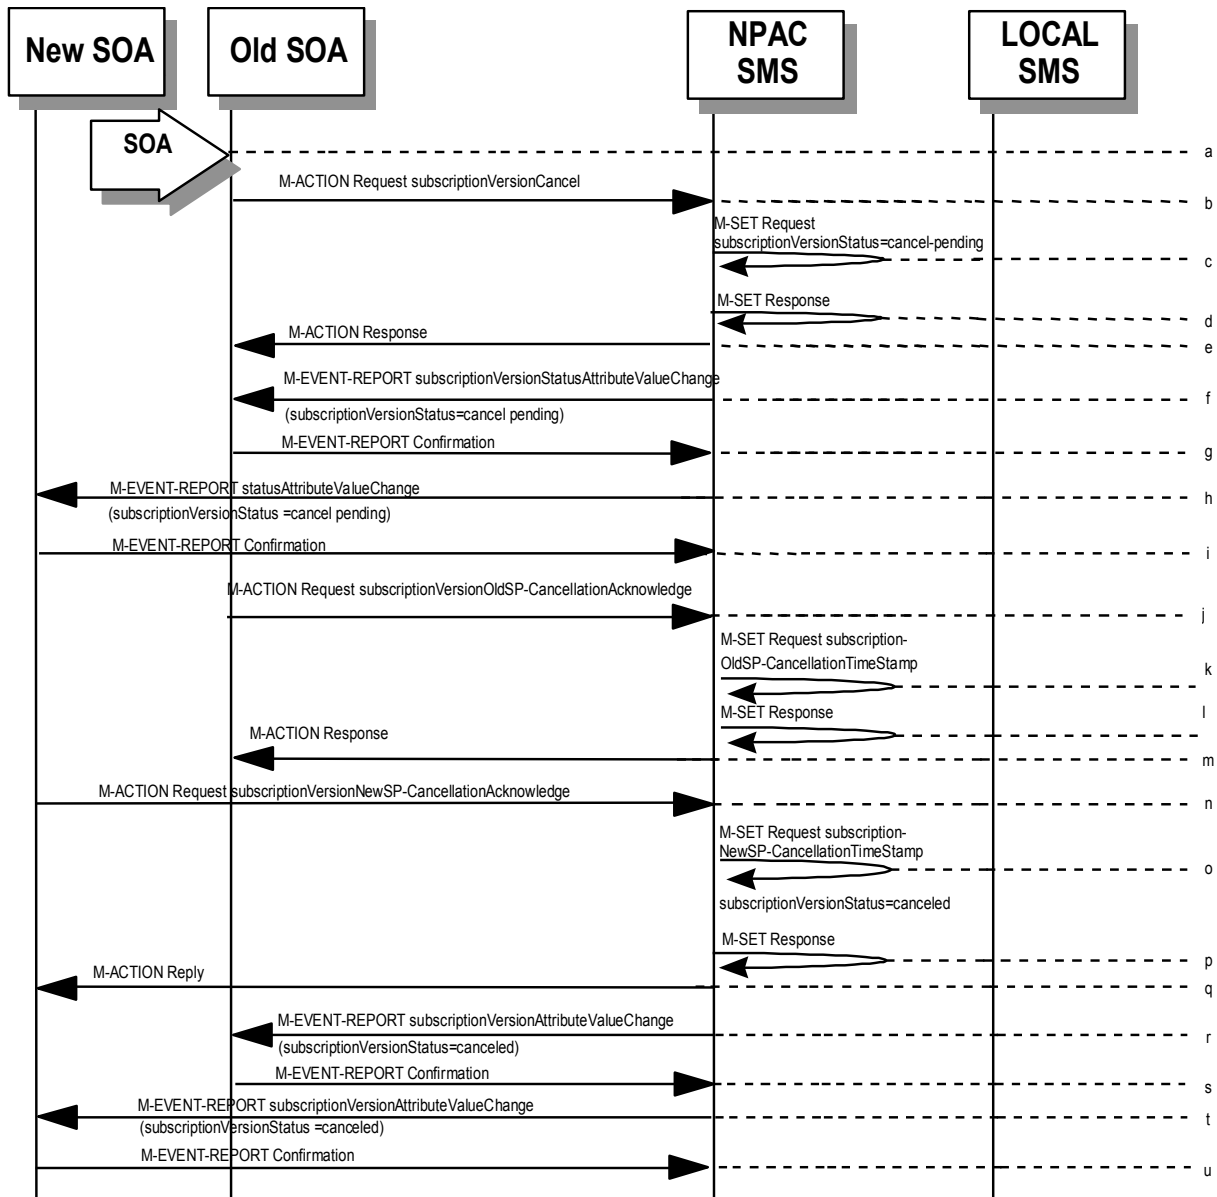 New SOA
Old SOA
NPAC
SMS
LOCAL
SMS
SOA
a
M-ACTION Request subscriptionVersionCancel
b
M-SET Request
subscriptionVersionStatus=cancel-pending
c
M-SET Response
d
M-ACTION Response
e
M-EVENT-REPORT subscriptionVersionStatusAttributeValueChange
(subscriptionVersionStatus=cancel pending)
f
M-EVENT-REPORT Confirmation
g
M-EVENT-REPORT statusAttributeValueChange
(subscriptionVersionStatus =cancel pending)
h
M-EVENT-REPORT Confirmation
i
M-ACTION Request subscriptionVersionOldSP-CancellationAcknowledge
j
M-SET Request subscription-
OldSP-CancellationTimeStamp
k
M-SET Response
l
M-ACTION Response
m
M-ACTION Request subscriptionVersionNewSP-CancellationAcknowledge
n
M-SET Request subscription-
NewSP-CancellationTimeStamp
o
subscriptionVersionStatus=canceled
M-SET Response
p
M-ACTION Reply
q
M-EVENT-REPORT subscriptionVersionAttributeValueChange
(subscriptionVersionStatus=canceled)
r
M-EVENT-REPORT Confirmation
s
M-EVENT-REPORT subscriptionVersionAttributeValueChange
(subscriptionVersionStatus =canceled)
t
M-EVENT-REPORT Confirmation
u